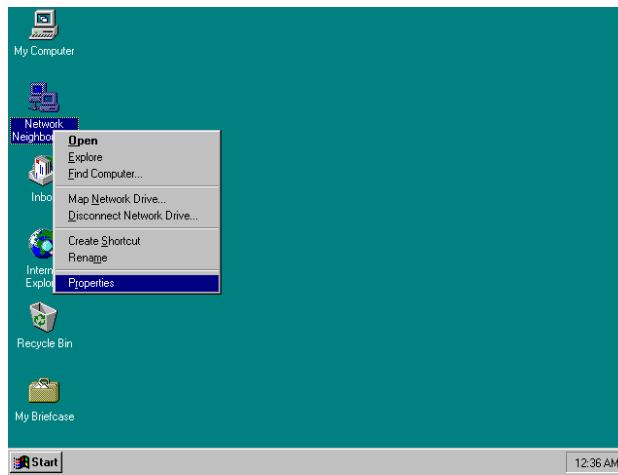 My Computer
Network
Neighbo
Open
Explore
Find Computer...
Inbo
Map Network Drive...
Disconnect Network Drive...
Create Shortcut
Rename
Intern
Explo
Properties
Recycle Bin
My Briefcase
Start
12:36 AM